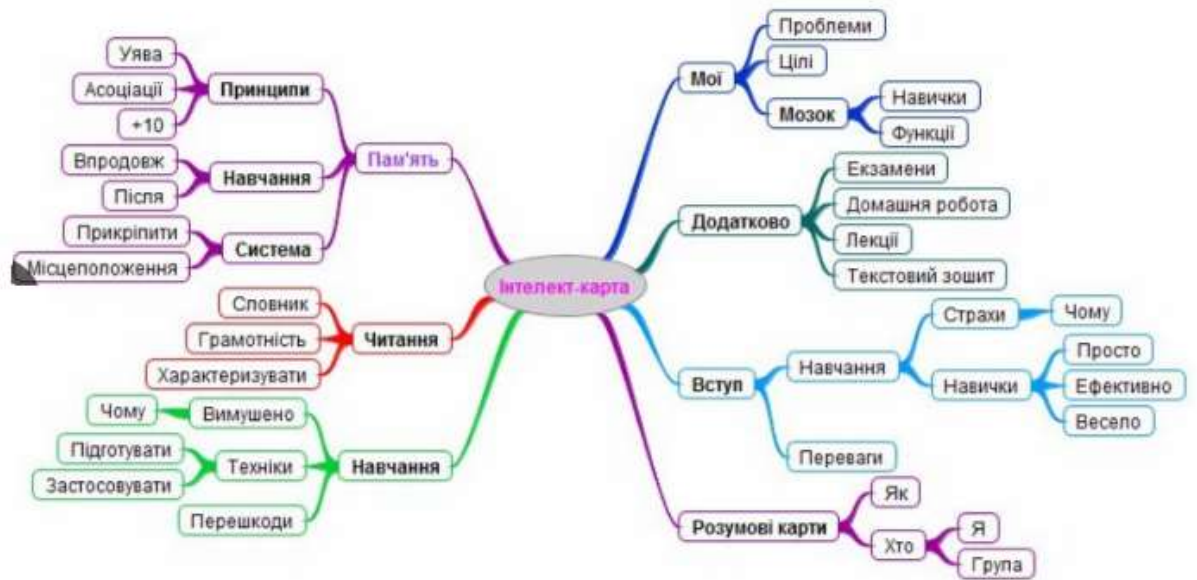 Інтелект-карта
Пам'ять
Принципи
Уява
Асоціації
+10
Навчання
Впродовж
Після
Система
Прикріпити
Місцеположення
Читання
Словник
Грамотність
Характеризувати
Навчання
Вимушено
Чому
Техніки
Підготувати
Застосовувати
Перешкоди
Мої
Проблеми
Цілі
Мозок
Навички
Функції
Додатково
Екзамени
Домашня робота
Лекції
Текстовий зошит
Вступ
Навчання
Страхи
Чому
Навички
Просто
Ефективно
Весело
Переваги
Розумові карти
Як
Хто
Я
Група